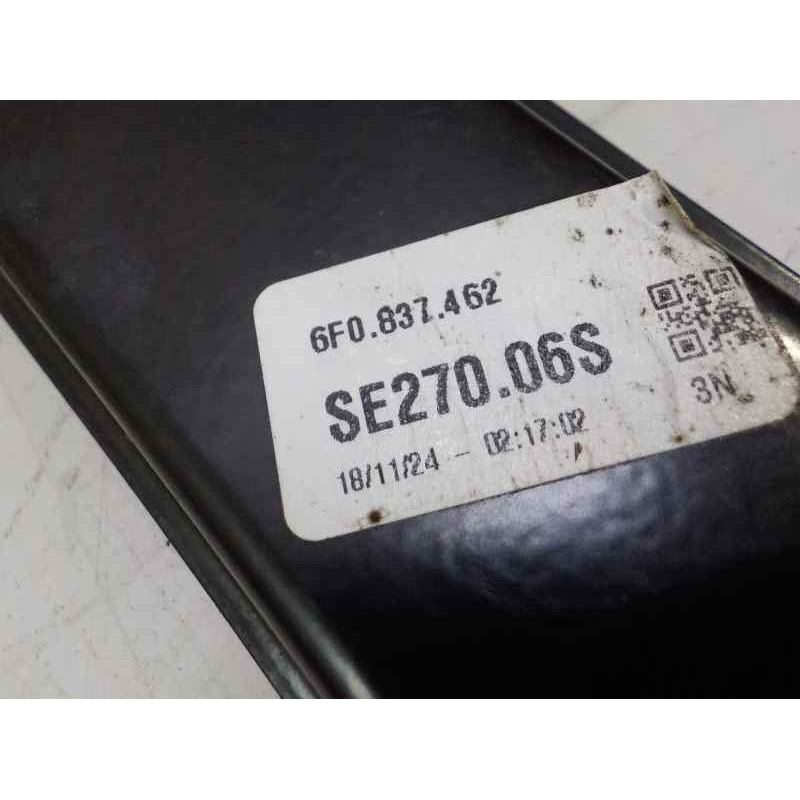 6F0.837.462
SE270.06S
18/11/24 - 02:17:02
3N